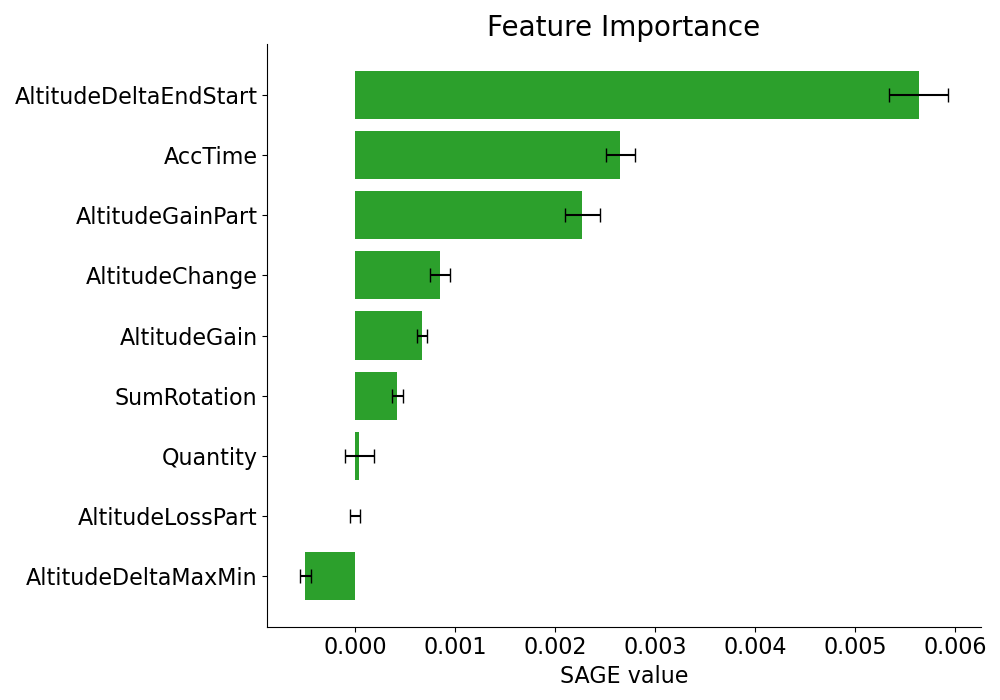 Feature Importance
AltitudeDeltaEndStart
AccTime
AltitudeGainPart
AltitudeChange
AltitudeGain
SumRotation
Quantity
AltitudeLossPart
AltitudeDeltaMaxMin
0.000 0.001 0.002 0.003 0.004 0.005 0.006
SAGE value